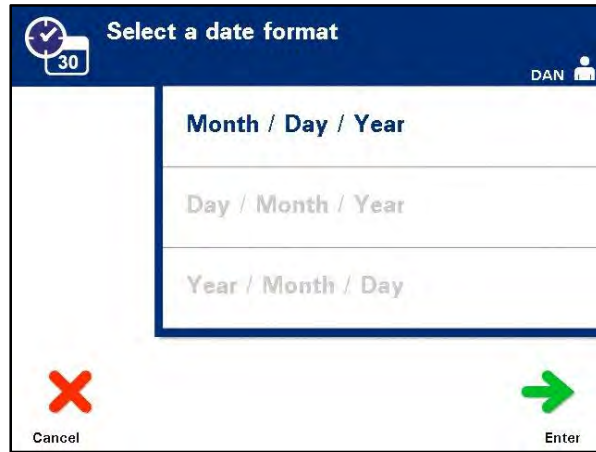 Select a date format
30
DAN
Month / Day / Year
Day / Month / Year
Year / Month / Day
Cancel
Enter